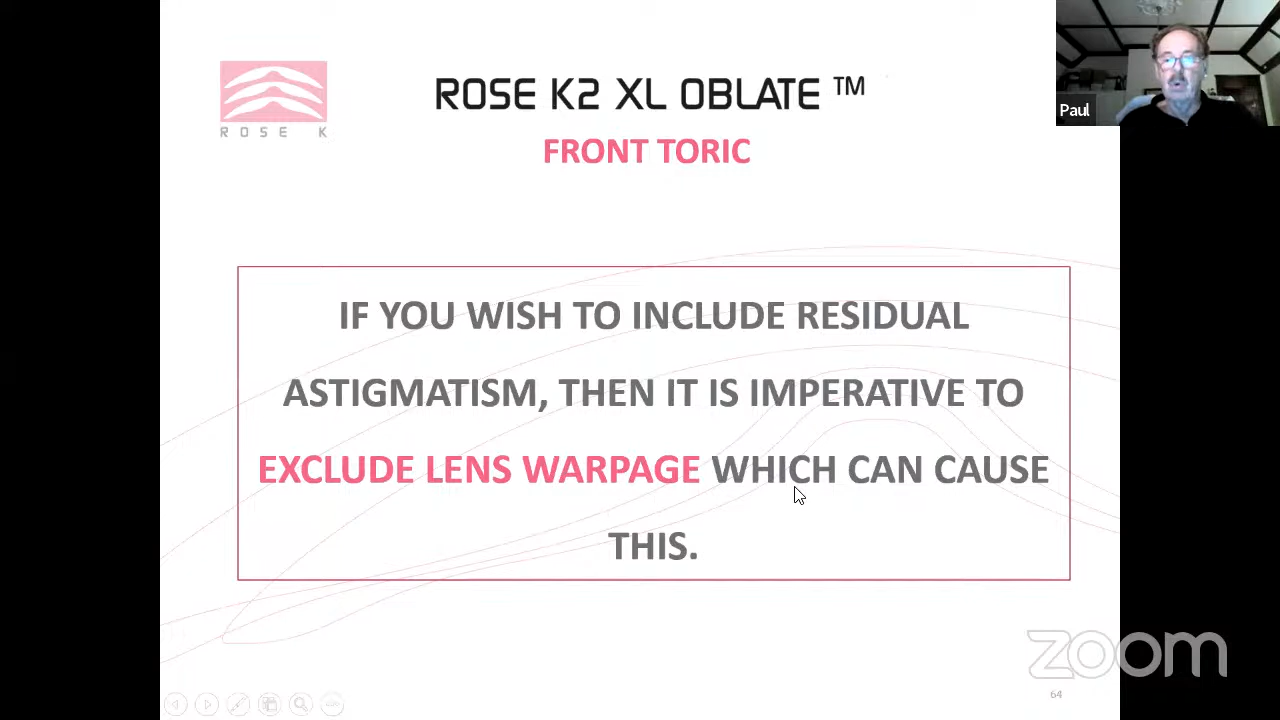 ROSE K
ROSE K2 XL OBLATE ™
FRONT TORIC
Paul
IF YOU WISH TO INCLUDE RESIDUAL
ASTIGMATISM, THEN IT IS IMPERATIVE TO
EXCLUDE LENS WARPAGE WHICH CAN CAUSE
THIS.
zoom
64